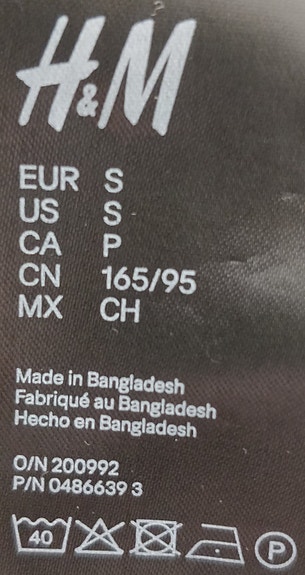 H&M
EUR S
US S
CA P
CN 165/95
MX CH
Made in Bangladesh
Fabriqué au Bangladesh
Hecho en Bangladesh
O/N 200992
P/N 0486639 3
40
P